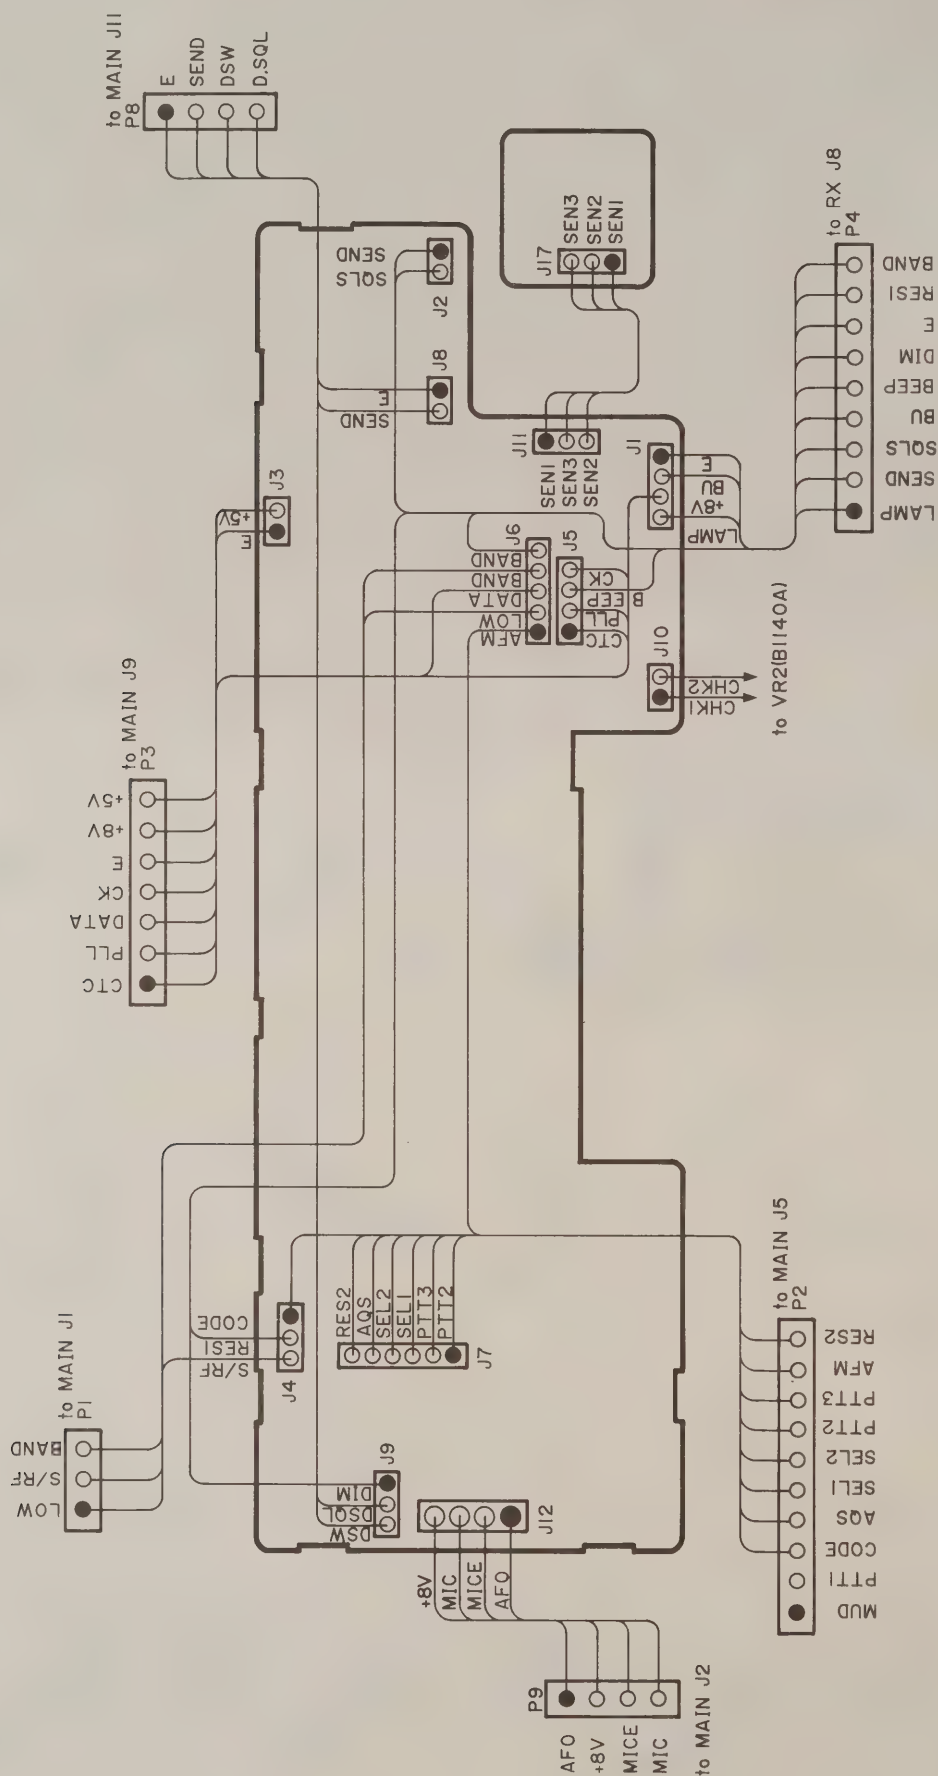 to MAIN J11
P8
E
SEND
DSW
D.SQL
SEND
SQLS
J2
J17
SEN3
SEN2
SEN1
to RX J8
P4
BAND
RES1
E
DIM
BEEP
BU
SQLS
SEND
LAMP
J8
E
SEND
J11
SEN1
SEN3
SEN2
J3
+5V
E
J1
E
BU
+8V
LAMP
J6
BAND
BAND
DATA
LOW
AFM
J5
CK
BEEP
PLL
CTC
J10
CHK2
CHK1
to VR2(B1140A)
to MAIN J9
P3
+5V
+8V
E
CK
DATA
PLL
CTC
to MAIN J1
P1
BAND
S/RF
LOW
CODE
RES1
S/RF
J4
RES2
AQS
SEL2
SEL1
PTT3
PTT2
J7
to MAIN J5
P2
RES2
AFM
PTT3
PTT2
SEL2
SEL1
AQS
CODE
PTT1
MUD
J9
DIM
DSQL
DSW
J12
+8V
MIC
MICE
AFO
P9
AFO
+8V
MICE
MIC
to MAIN J2